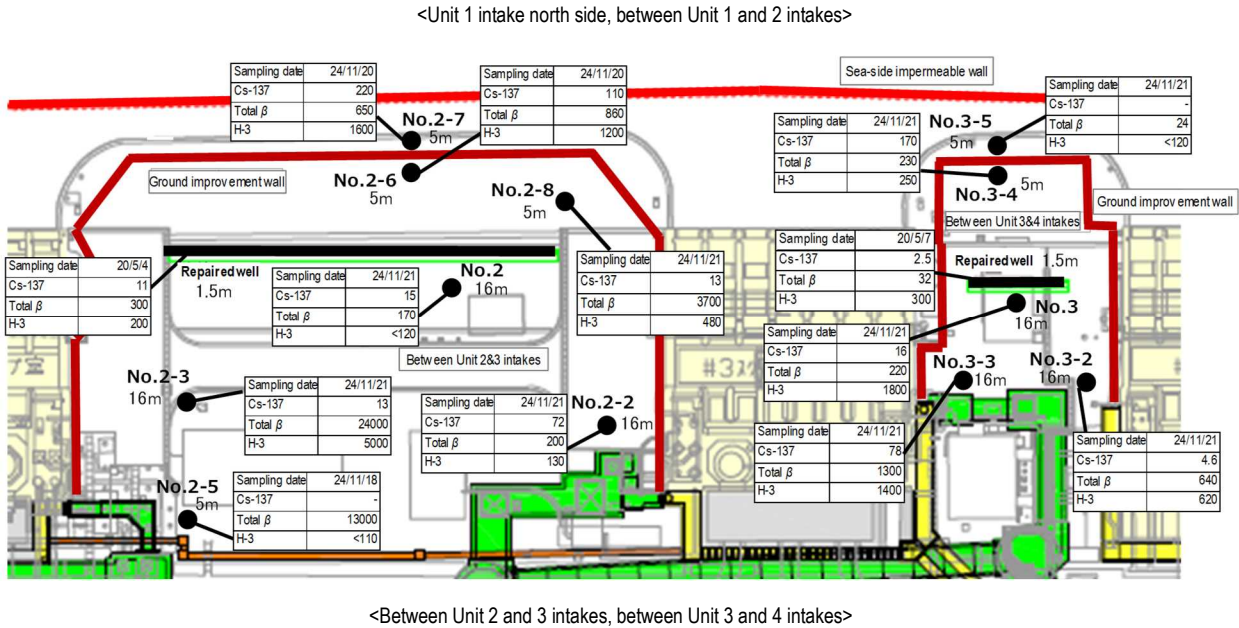 <Unit 1 intake north side, between Unit 1 and 2 intakes>
Sampling date 24/11/20
Cs-137 220
Total β 650
H-3 1600
No.2-7
5m
Sampling date 24/11/20
Cs-137 110
Total β 860
H-3 1200
No.2-6
5m
Sea-side impermeable wall
Sampling date 24/11/21
Cs-137 170
Total β 230
H-3 250
No.3-5
5m
Sampling date 24/11/21
Cs-137 -
Total β 24
H-3 <120
Ground improvement wall
No.2-8
5m
No.3-4
5m
Ground improvement wall
Between Unit 3&4 intakes
Sampling date 20/5/4
Cs-137 11
Total β 300
H-3 200
Repaired well
1.5m
Sampling date 24/11/21
Cs-137 15
Total β 170
H-3 <120
No.2
16m
Sampling date 24/11/21
Cs-137 13
Total β 3700
H-3 480
Sampling date 20/5/7
Cs-137 2.5
Total β 32
H-3 300
Repaired well 1.5m
No.3
16m
Between Unit 2&3 intakes
Sampling date 24/11/21
Cs-137 16
Total β 220
H-3 1800
No.2-3
16m
Sampling date 24/11/21
Cs-137 13
Total β 24000
H-3 5000
Sampling date 24/11/21
Cs-137 72
Total β 200
H-3 130
No.2-2
16m
#3
No.3-3
16m
No.3-2
16m
Sampling date 24/11/21
Cs-137 78
Total β 1300
H-3 1400
Sampling date 24/11/21
Cs-137 4.6
Total β 640
H-3 620
No.2-5
5m
Sampling date 24/11/18
Cs-137 -
Total β 13000
H-3 <110
<Between Unit 2 and 3 intakes, between Unit 3 and 4 intakes>